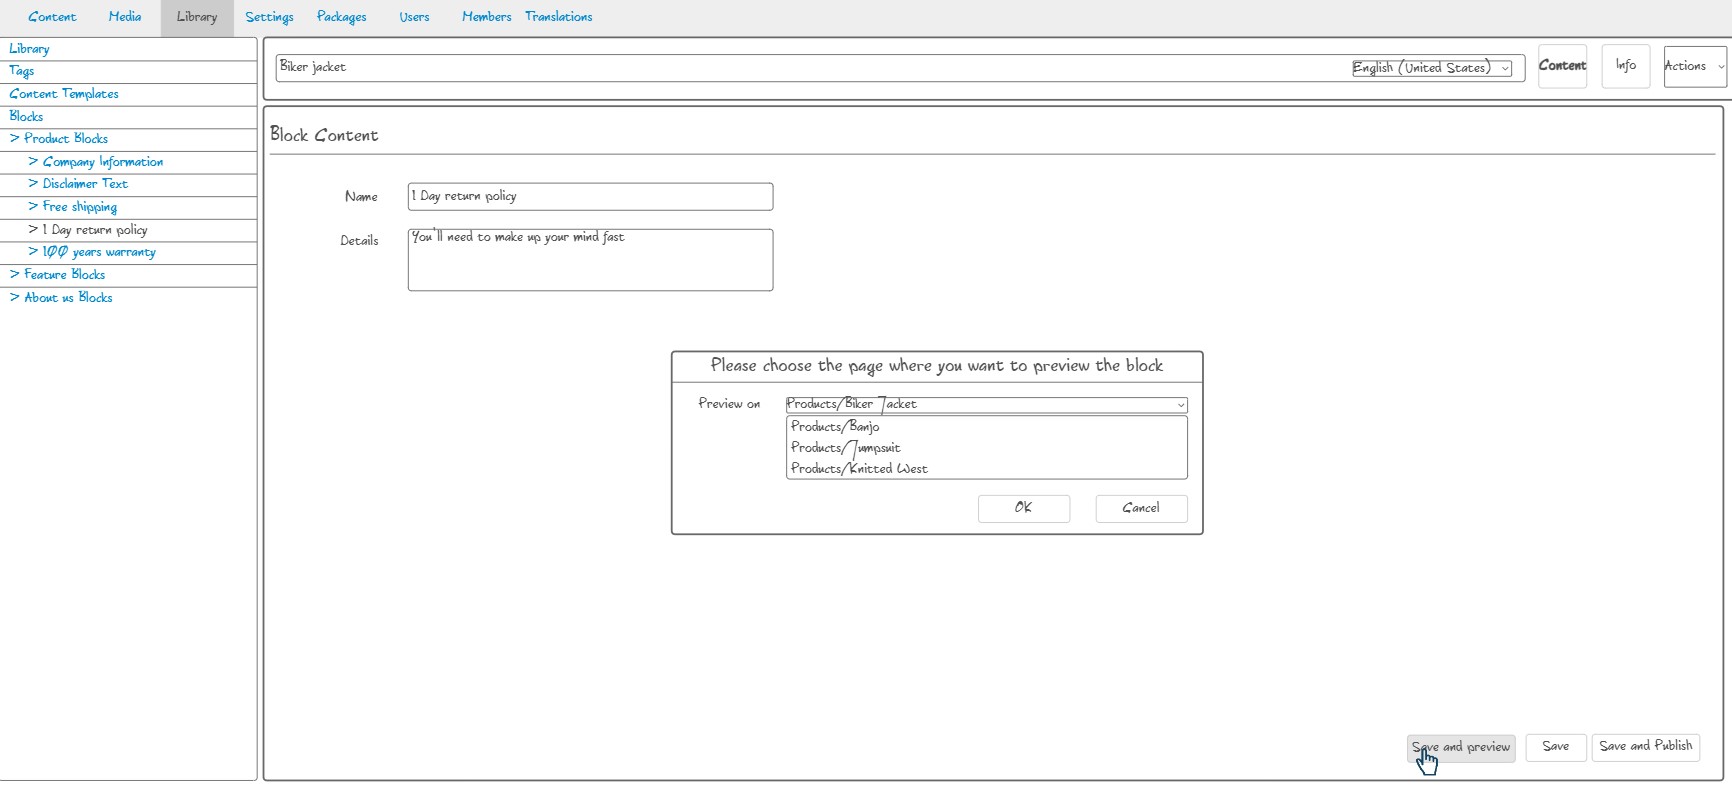 Content Media Library Settings Packages Users Members Translations
Library
Tags
Content Templates
Blocks
> Product Blocks
> Company Information
> Disclaimer Text
> Free shipping
> 1 Day return policy
> 100 years warranty
> Feature Blocks
> About us Blocks
Biker jacket English (United States) Content Info Actions
Block Content
Name 1 Day return policy
Details You'll need to make up your mind fast
Please choose the page where you want to preview the block
Preview on Products/Biker Jacket
Products/Banjo
Products/Jumpsuit
Products/Knitted West
OK Cancel
Save and preview Save Save and Publish